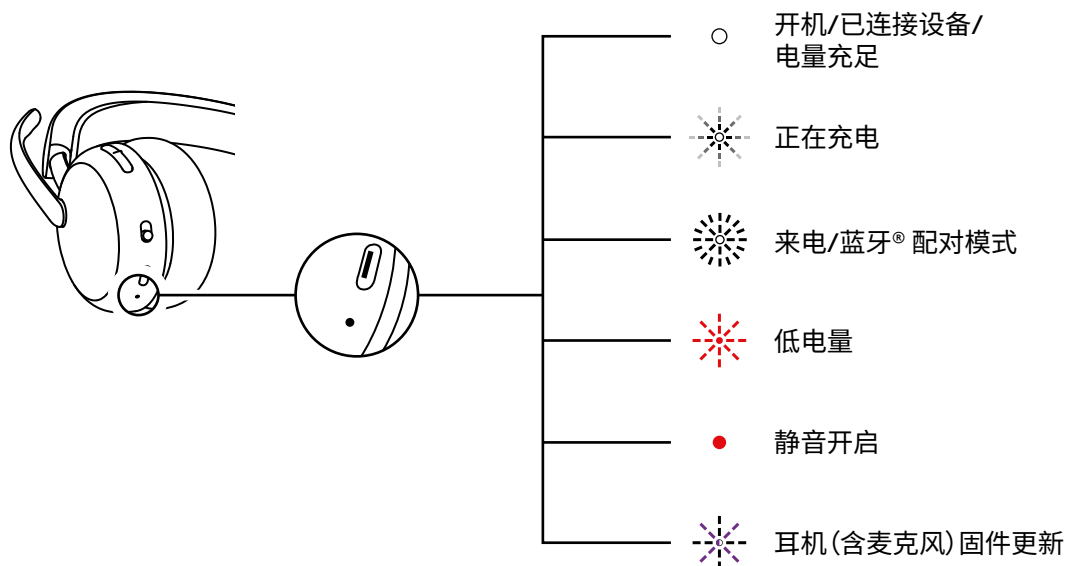 开机/已连接设备/
电量充足
正在充电
来电/蓝牙® 配对模式
低电量
静音开启
耳机(含麦克风)固件更新